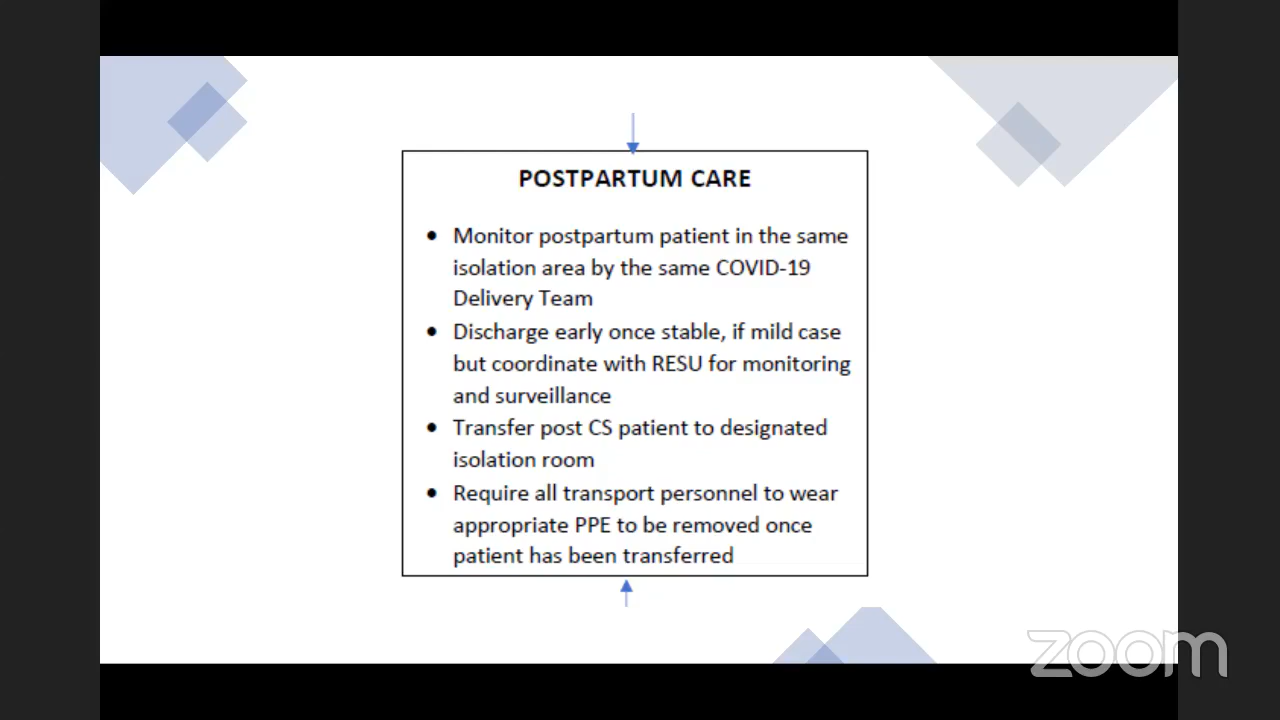 POSTPARTUM CARE
• Monitor postpartum patient in the same
isolation area by the same COVID-19
Delivery Team
• Discharge early once stable, if mild case
but coordinate with RESU for monitoring
and surveillance
• Transfer post CS patient to designated
isolation room
• Require all transport personnel to wear
appropriate PPE to be removed once
patient has been transferred
zoom